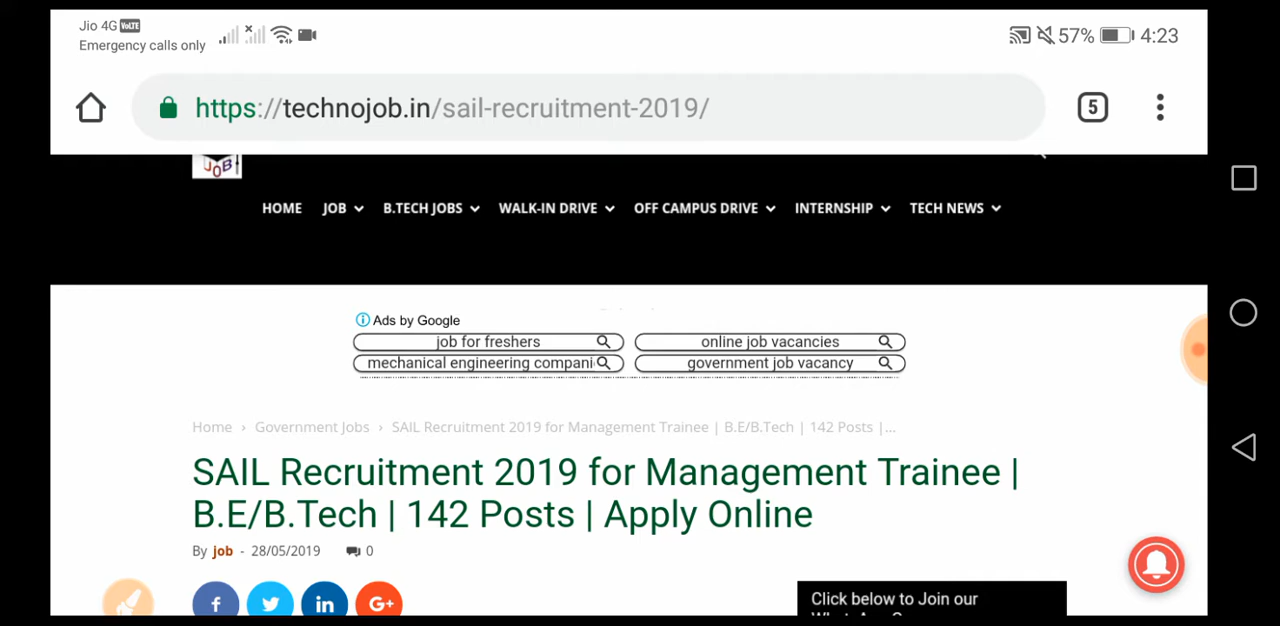 Jio 4G VoLTE
Emergency calls only
57% 4:23
https://technojob.in/sail-recruitment-2019/
5
JOB
HOME JOB B.TECH JOBS WALK-IN DRIVE OFF CAMPUS DRIVE INTERNSHIP TECH NEWS
Ads by Google
job for freshers online job vacancies
mechanical engineering compani government job vacancy
Home › Government Jobs › SAIL Recruitment 2019 for Management Trainee | B.E/B.Tech | 142 Posts |...
SAIL Recruitment 2019 for Management Trainee |
B.E/B.Tech | 142 Posts | Apply Online
By job - 28/05/2019 0
f in G+
Click below to Join our